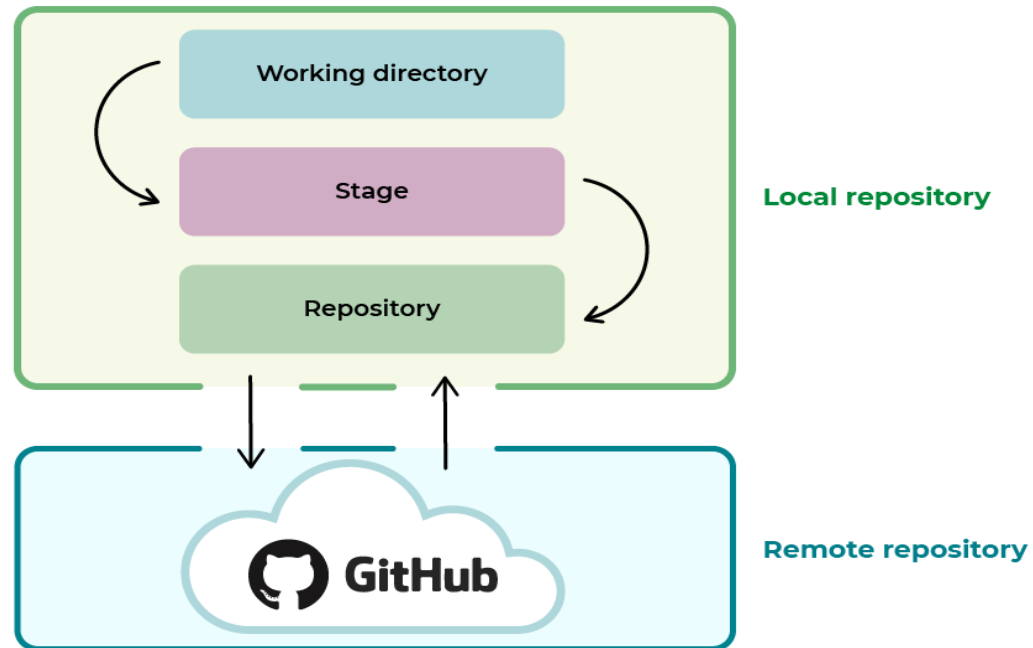 Working directory
Stage
Local repository
Repository
Remote repository
GitHub